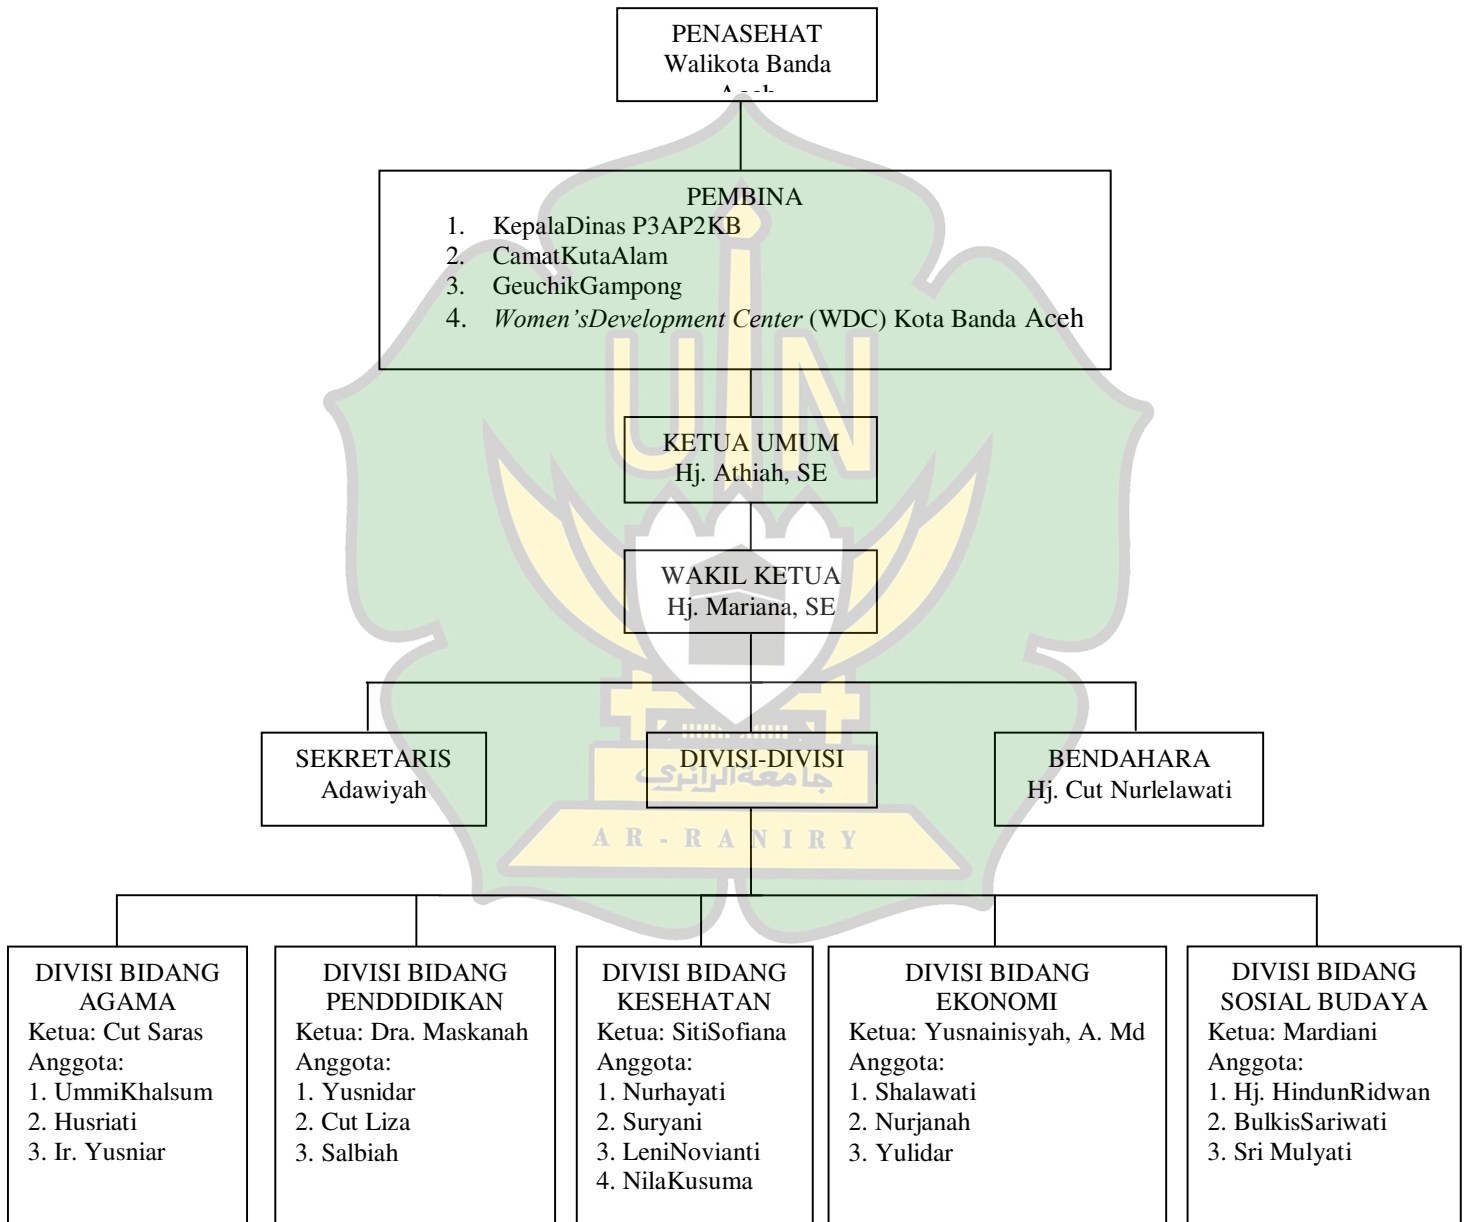 PENASEHAT
Walikota Banda
PEMBINA
1. KepalaDinas P3AP2KB
2. CamatKutaAlam
3. GeuchikGampong
4. Women’sDevelopment Center (WDC) Kota Banda Aceh
UIN
KETUA UMUM
Hj. Athiah, SE
WAKIL KETUA
Hj. Mariana, SE
SEKRETARIS
Adawiyah
DIVISI-DIVISI
BENDAHARA
Hj. Cut Nurlelawati
جامعة الرانري
AR-RANIRY
DIVISI BIDANG
AGAMA
Ketua: Cut Saras
Anggota:
1. UmmiKhalsum
2. Husriati
3. Ir. Yusniar
DIVISI BIDANG
PENDDIDIKAN
Ketua: Dra. Maskanah
Anggota:
1. Yusnidar
2. Cut Liza
3. Salbiah
DIVISI BIDANG
KESEHATAN
Ketua: SitiSofiana
Anggota:
1. Nurhayati
2. Suryani
3. LeniNovianti
4. NilaKusuma
DIVISI BIDANG
EKONOMI
Ketua: Yusnainisyah, A. Md
Anggota:
1. Shalawati
2. Nurjanah
3. Yulidar
DIVISI BIDANG
SOSIAL BUDAYA
Ketua: Mardiani
Anggota:
1. Hj. HindunRidwan
2. BulkisSariwati
3. Sri Mulyati